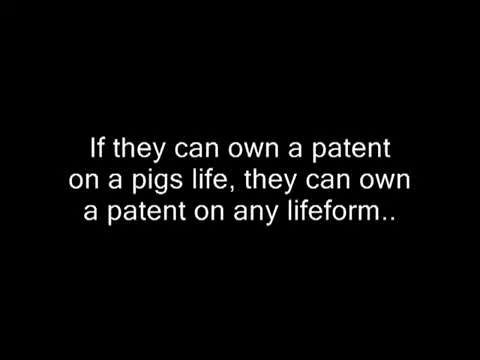 If they can own a patent
on a pigs life, they can own
a patent on any lifeform..